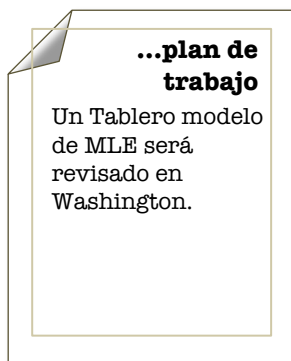 ...plan de
trabajo
Un Tablero modelo
de MLE será
revisado en
Washington.